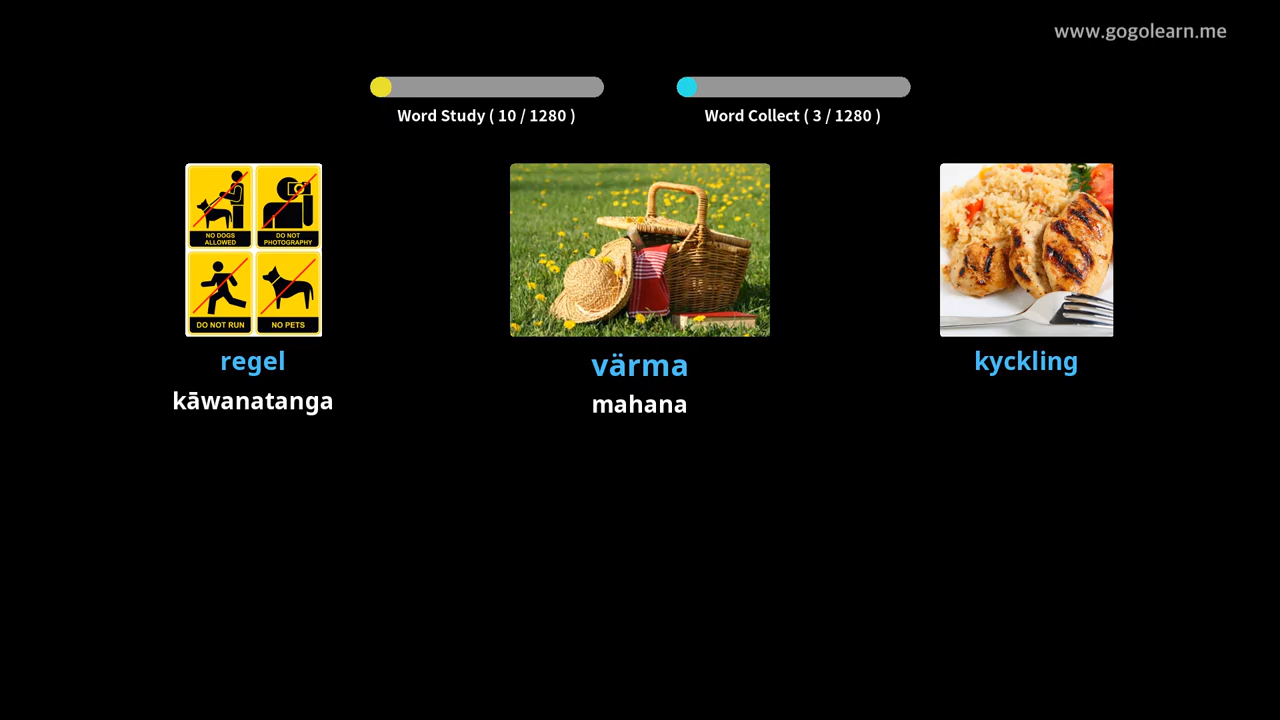 www.gogolearn.me
Word Study ( 10 / 1280 )
Word Collect ( 3 / 1280 )
NO DOGS
ALLOWED
DO NOT
PHOTOGRAPHY
DO NOT RUN
NO PETS
regel
kāwanatanga
värma
mahana
kyckling